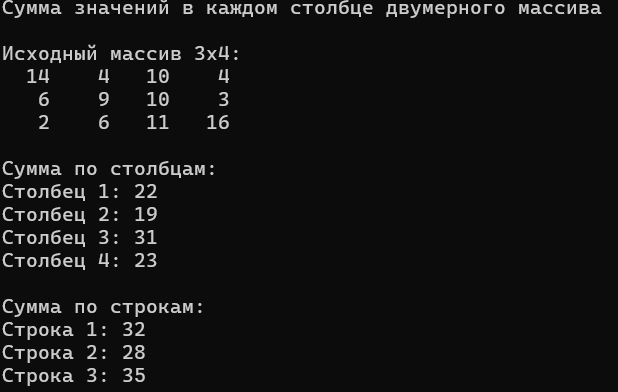 Сумма значений в каждом столбце двумерного массива
Исходный массив 3x4:
14 4 10 4
6 9 10 3
2 6 11 16
Сумма по столбцам:
Столбец 1: 22
Столбец 2: 19
Столбец 3: 31
Столбец 4: 23
Сумма по строкам:
Строка 1: 32
Строка 2: 28
Строка 3: 35